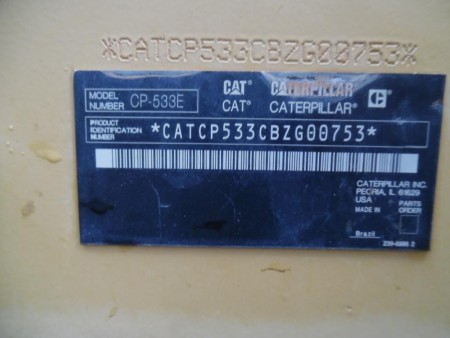 *CATCP533CBZG00753*
CAT CATERPILLAR C
MODEL NUMBER CP-533E CAT® CATERPILLAR®
PRODUCT IDENTIFICATION NUMBER *CATCP533CBZG00753*
CATERPILLAR INC.
PEORIA, IL 61629
USA PARTS
MADE IN ORDER
Brazil